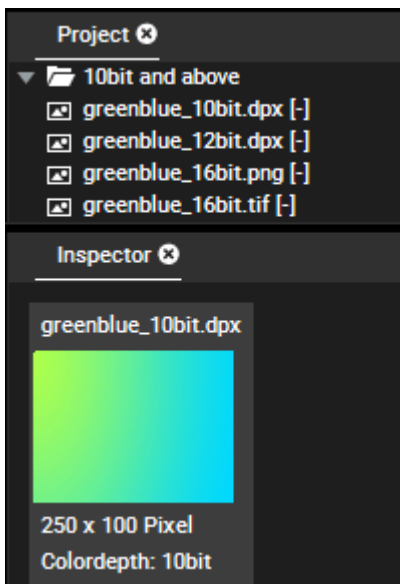 Project
10bit and above
greenblue_10bit.dpx [-]
greenblue_12bit.dpx [-]
greenblue_16bit.png [-]
greenblue_16bit.tif [-]
Inspector
greenblue_10bit.dpx
250 x 100 Pixel
Colordepth: 10bit